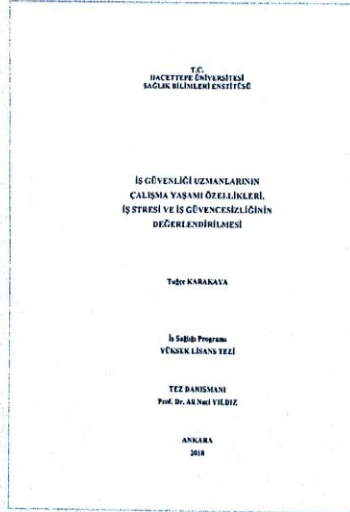 T.C.
HACETTEPE ÜNİVERSİTESİ
SAĞLIK BİLİMLERİ ENSTİTÜSÜ
İŞ GÜVENLİĞİ UZMANLARININ
ÇALIŞMA YAŞAMI ÖZELLİKLERİ,
İŞ STRESİ VE İŞ GÜVENCESİZLİĞİNİN
DEĞERLENDİRİLMESİ
Tuğçe KARAKAYA
İş Sağlığı Programı
YÜKSEK LİSANS TEZİ
TEZ DANIŞMANI
Prof. Dr. Ali Naci YILDIZ
ANKARA
2018